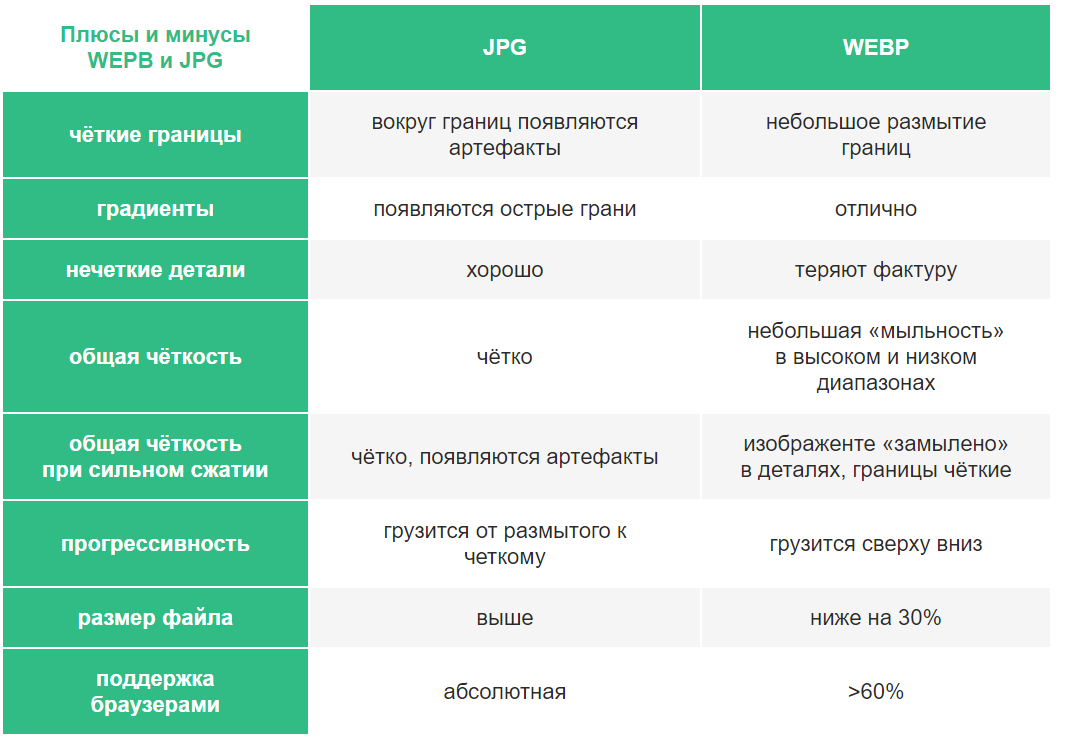 Плюсы и минусы
WEPB и JPG
JPG
WEBP
чёткие границы
вокруг границ появляются
артефакты
небольшое размытие
границ
градиенты
появляются острые грани
отлично
нечеткие детали
хорошо
теряют фактуру
общая чёткость
чётко
небольшая «мыльность»
в высоком и низком
диапазонах
общая чёткость
при сильном сжатии
чётко, появляются артефакты
изображенте «замылено»
в деталях, границы чёткие
прогрессивность
грузится от размытого к
четкому
грузится сверху вниз
размер файла
выше
ниже на 30%
поддержка
браузерами
абсолютная
>60%